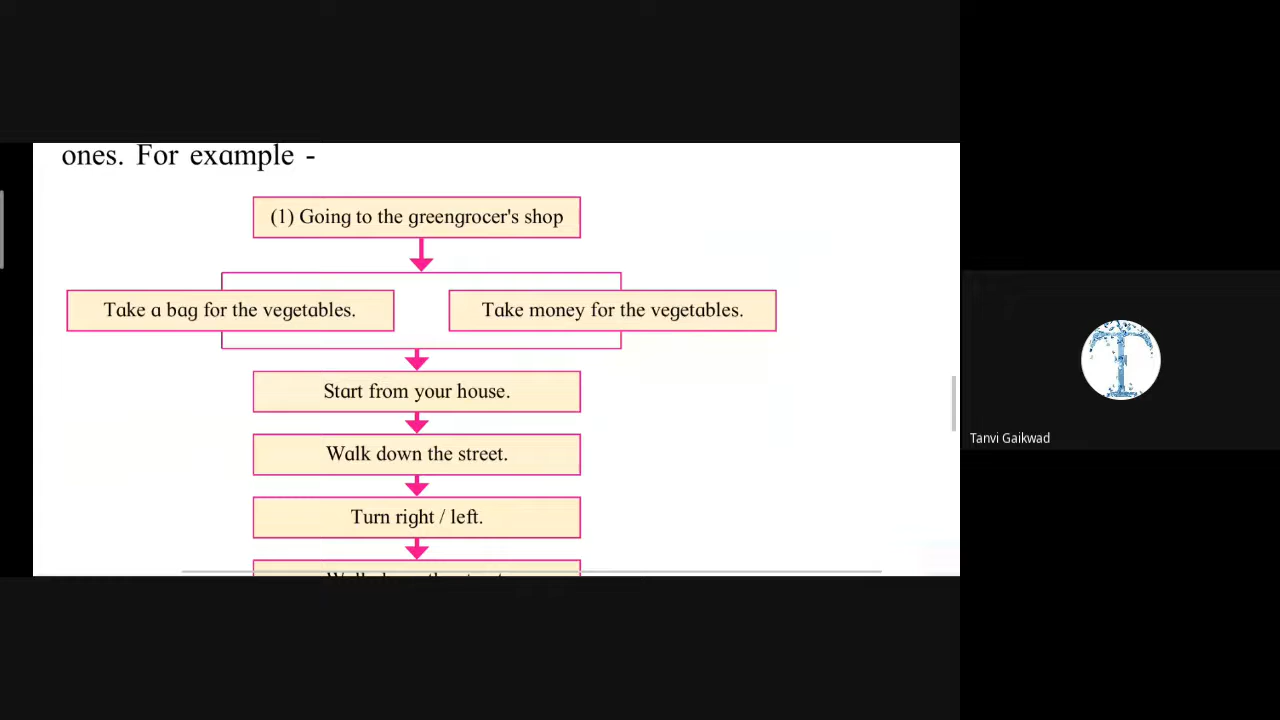 ones. For example -
(1) Going to the greengrocer's shop
Take a bag for the vegetables.
Take money for the vegetables.
Start from your house.
Walk down the street.
Turn right / left.
Tanvi Gaikwad